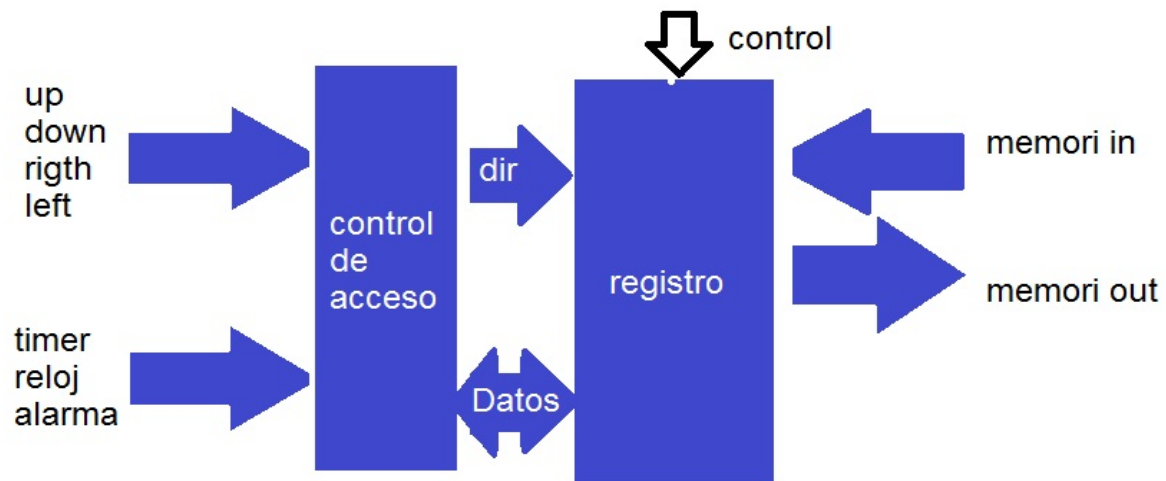 control
up
down
rigth
left
dir
memori in
control
de
acceso
registro
memori out
timer
reloj
alarma
Datos